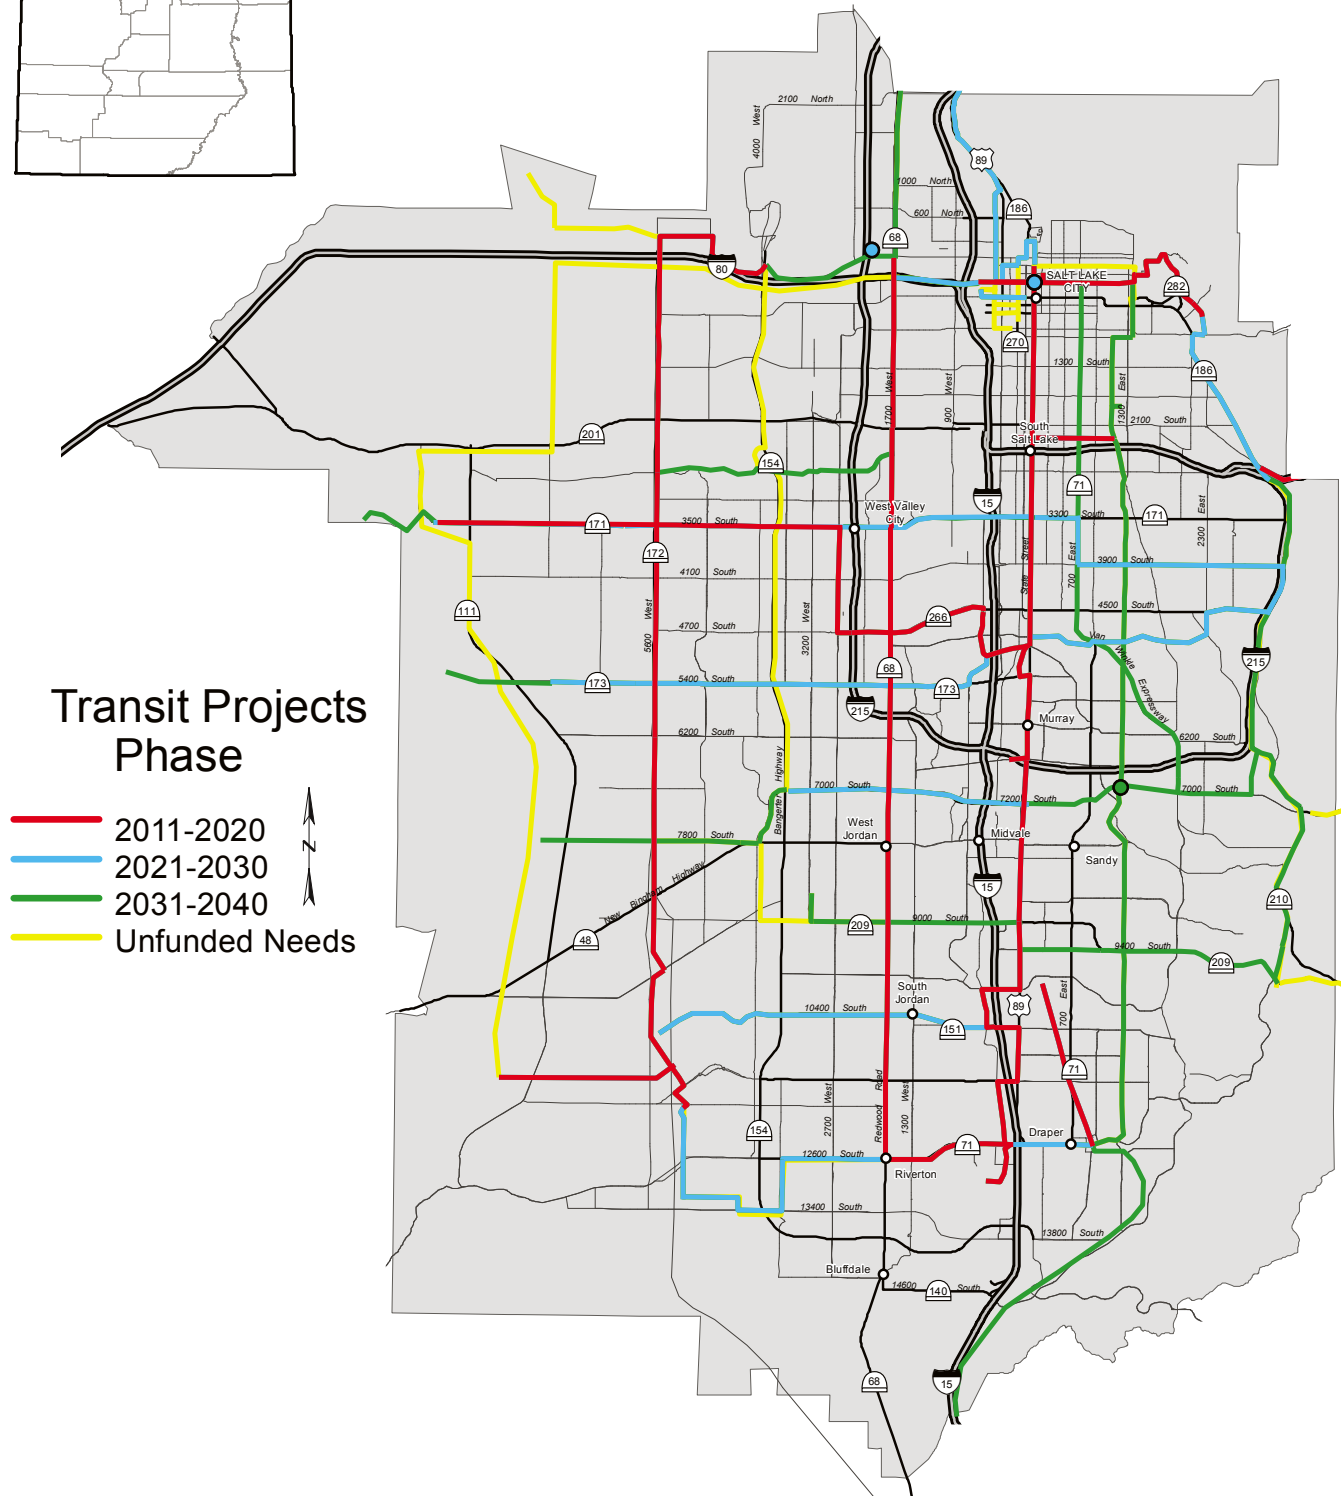 2100 North
4000 West
89
1000 North
186
600 North
68
80
SALT LAKE
CITY
282
270
1300 South
186
1700 West
900 West
1300 East
2100 South
201
South
Salt Lake
154
71
15
West Valley
City
171
3500 South
3300 South
171
2300 East
172
State Street
700 East
3900 South
4100 South
111
5600 West
3200 West
266
4500 South
4700 South
Van Winkle Expressway
215
68
173
5400 South
173
215
Murray
6200 South
6200 South
Transit Projects
Phase
Bangerter Highway
7000 South
7200 South
7000 South
2011-2020
2021-2030
2031-2040
Unfunded Needs
N
West
Jordan
Midvale
7800 South
Sandy
New Bingham Highway
15
210
48
209
9000 South
9400 South
209
South
Jordan
89
700 East
10400 South
151
71
2700 West
Redwood Road
1300 West
154
Draper
71
12600 South
Riverton
13400 South
13800 South
Bluffdale
14600 South
140
68
15